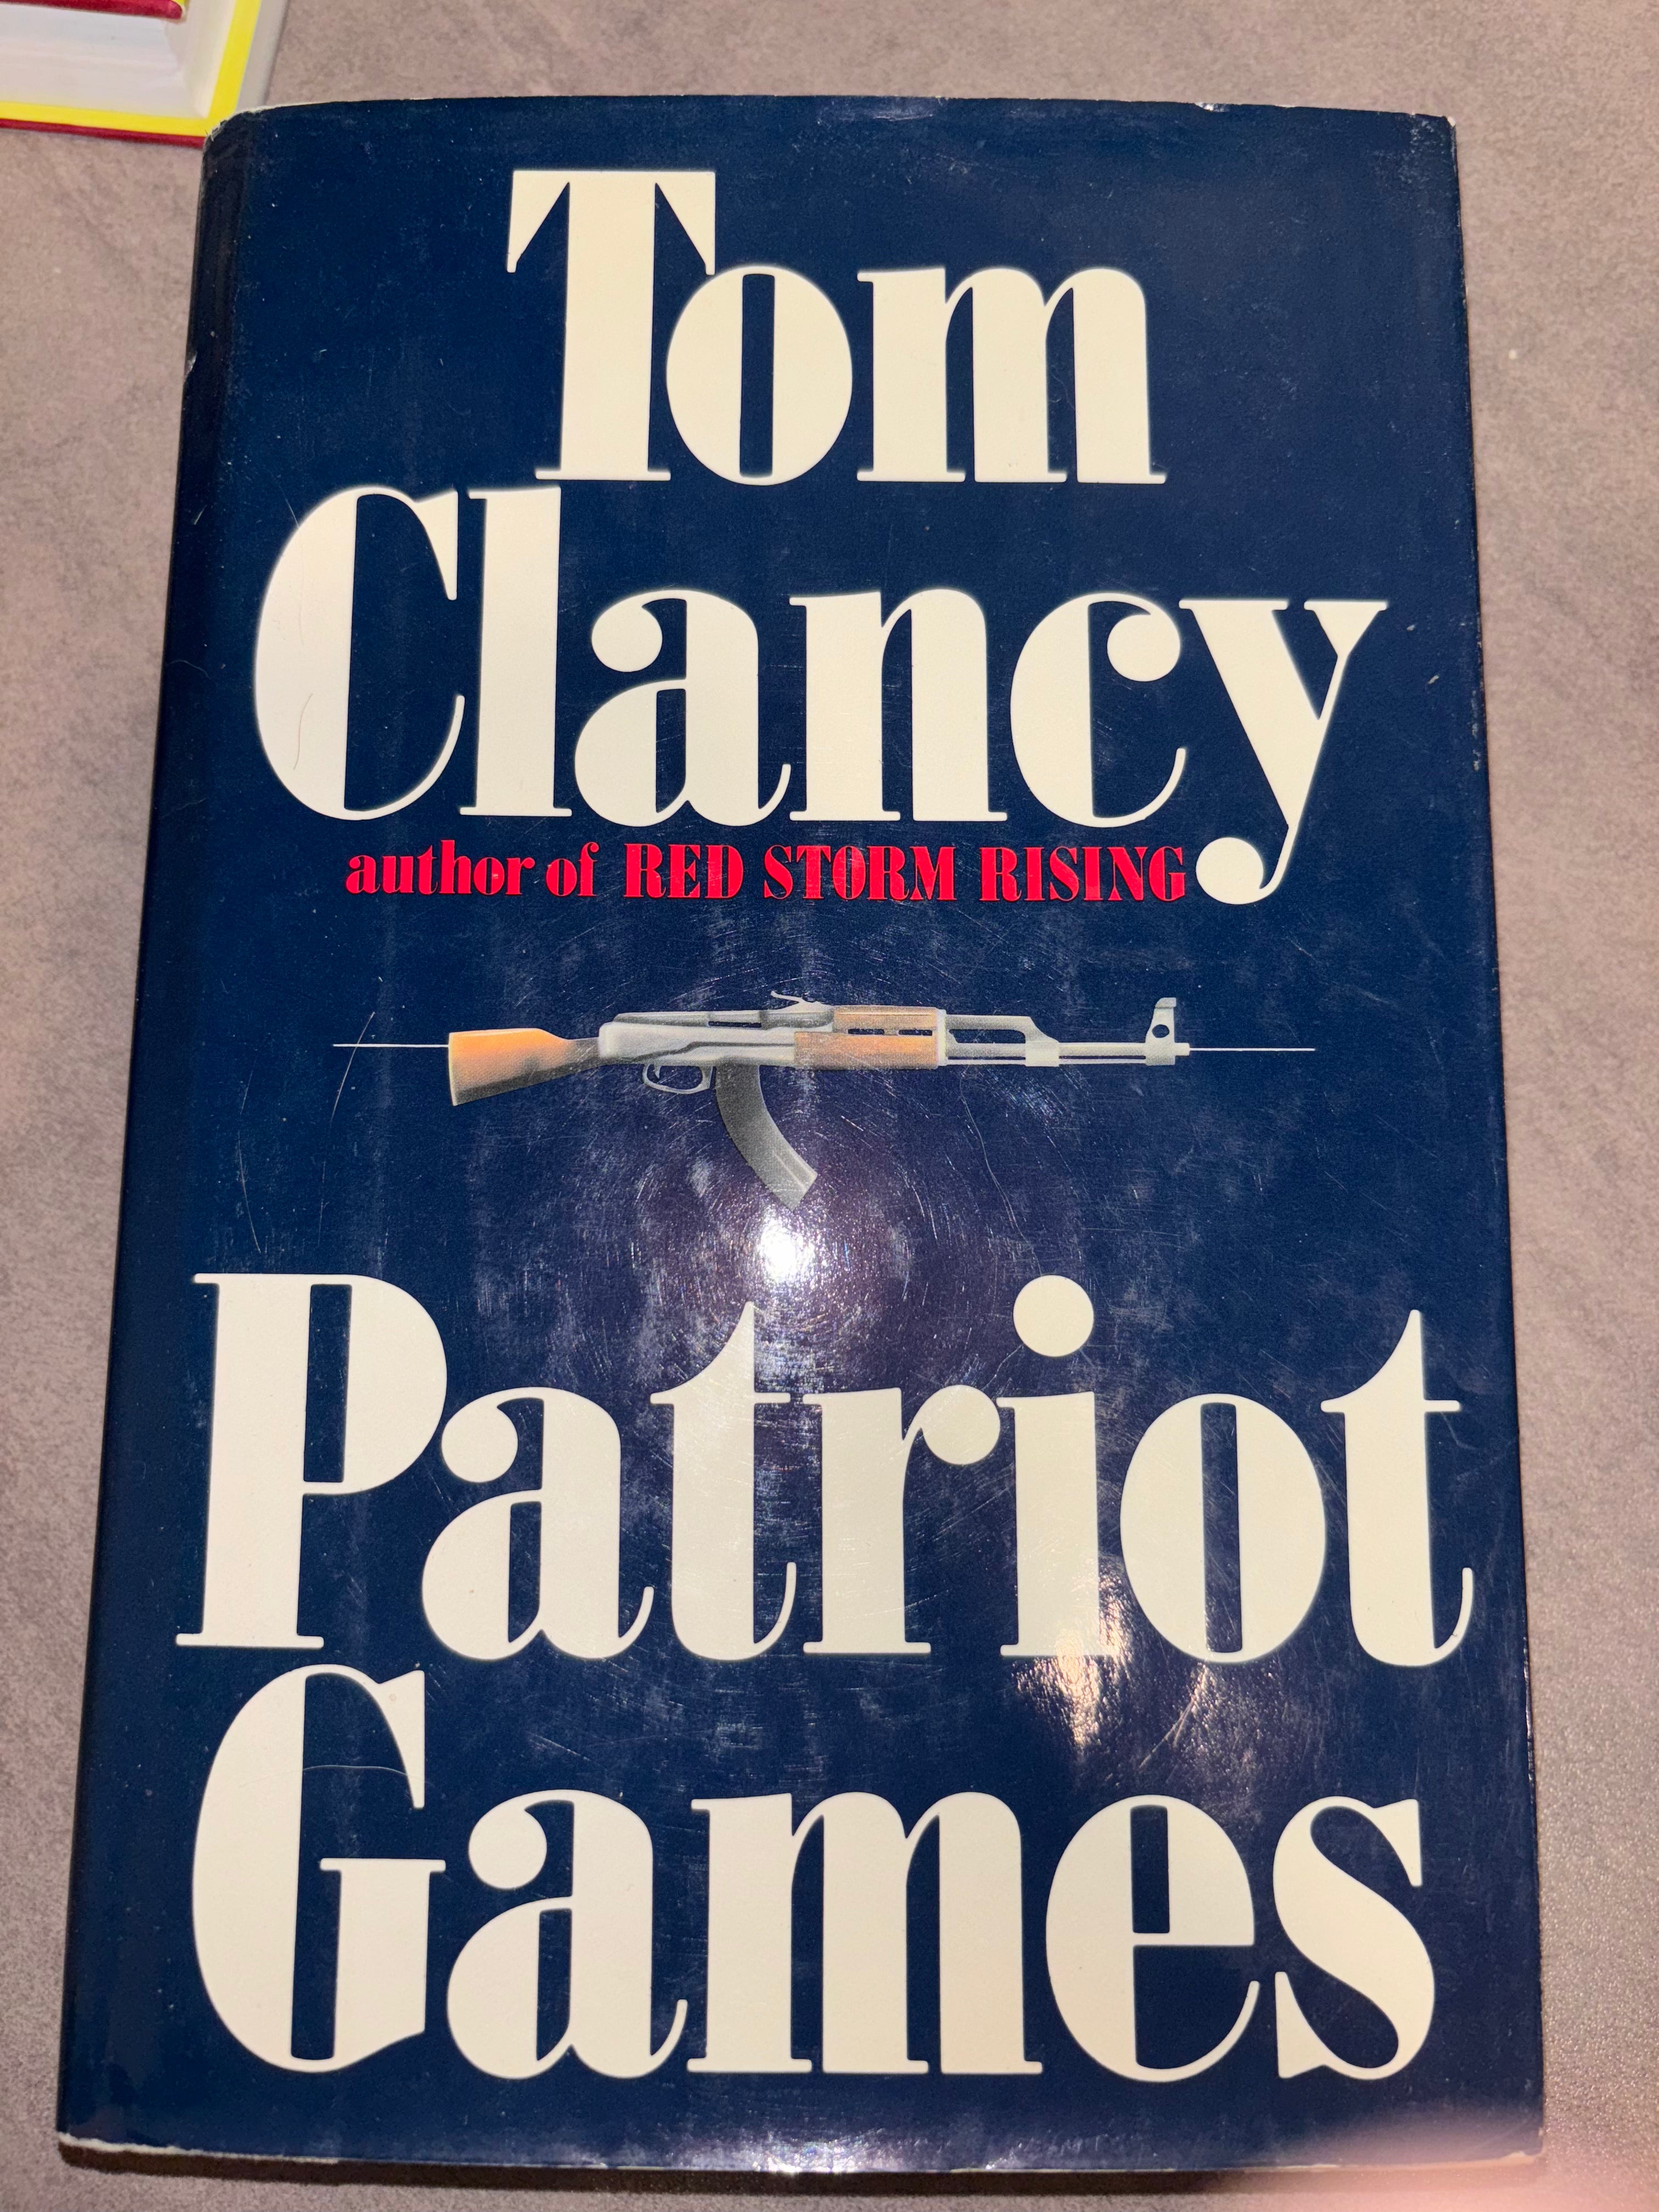 Tom
Clancy
author of RED STORM RISING
Patriot
Games